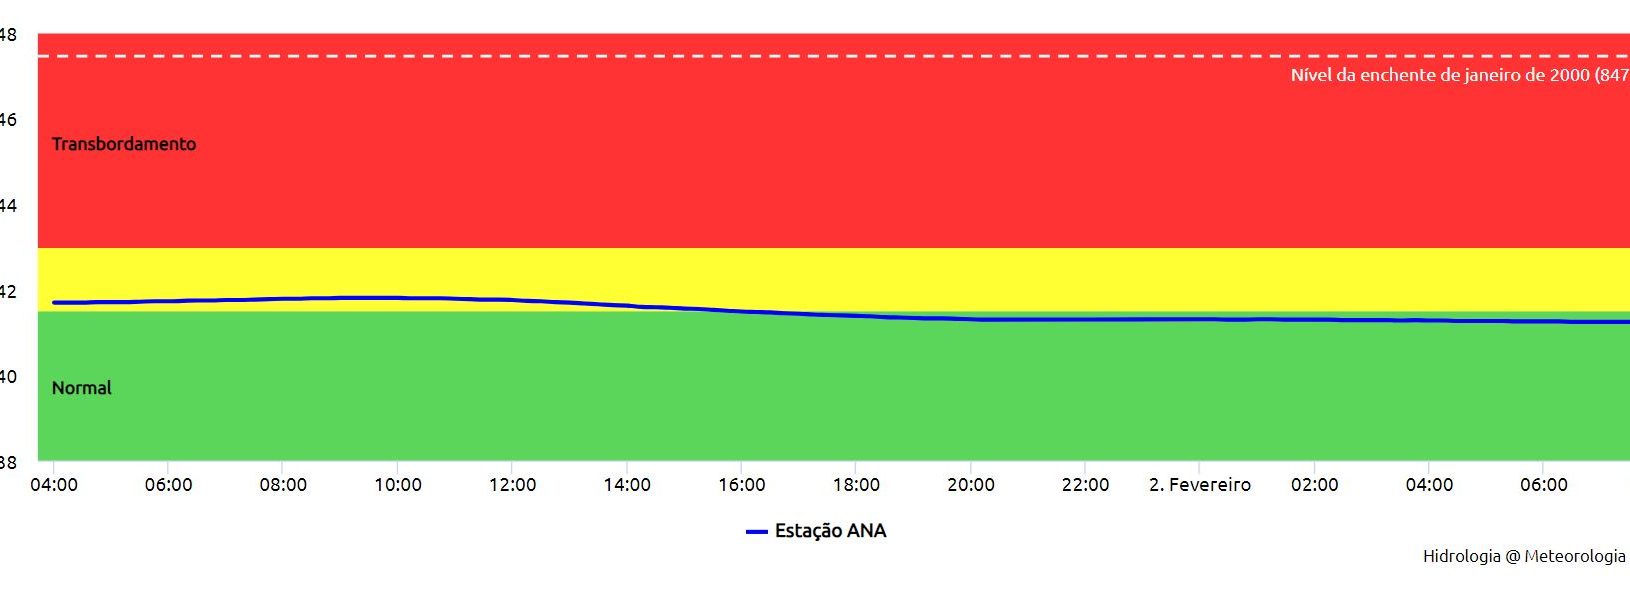 48
Nível da enchente de janeiro de 2000 (847
46
Transbordamento
44
42
40
Normal
38
04:00 06:00 08:00 10:00 12:00 14:00 16:00 18:00 20:00 22:00 2. Fevereiro 02:00 04:00 06:00
Estação ANA
Hidrologia @ Meteorologia